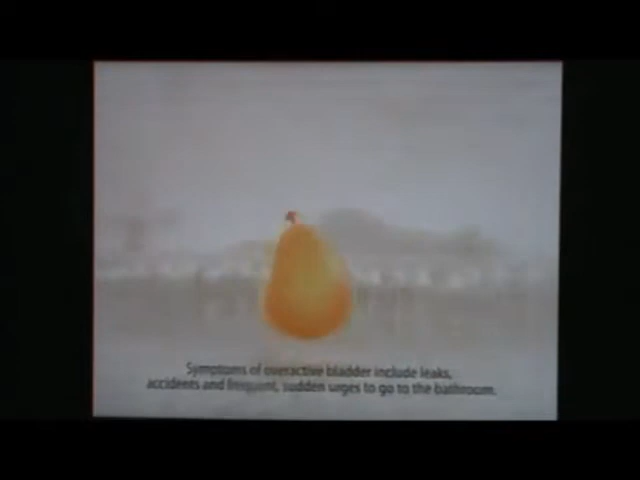 Symptoms of overactive bladder include leaks,
accidents and frequent, sudden urges to go to the bathroom.